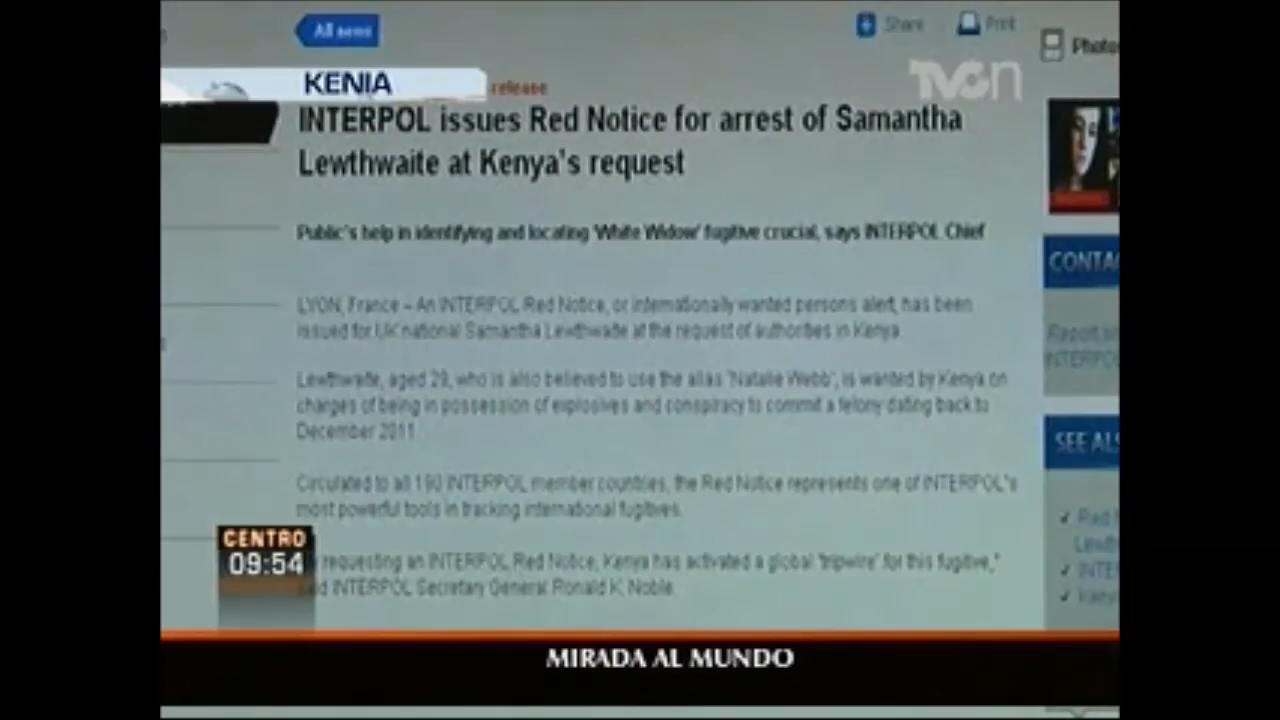 All news
Share
Print
Photo
KENIA
release
TVCn
INTERPOL issues Red Notice for arrest of Samantha
Lewthwaite at Kenya's request
Public's help in identifying and locating 'White Widow' fugitive crucial, says INTERPOL Chief
LYON, France – An INTERPOL Red Notice, or internationally wanted persons alert, has been
issued for UK national Samantha Lewthwaite at the request of authorities in Kenya.
Lewthwaite, aged 29, who is also believed to use the alias 'Natalie Webb', is wanted by Kenya on
charges of being in possession of explosives and conspiracy to commit a felony dating back to
December 2011.
Circulated to all 190 INTERPOL member countries, the Red Notice represents one of INTERPOL's
most powerful tools in tracking international fugitives.
requesting an INTERPOL Red Notice, Kenya has activated a global 'tripwire' for this fugitive,"
INTERPOL Secretary General Ronald K. Noble.
CONTA
INTERPO
SEE ALS
Red
Lewth
INTE
CENTRO
09:54
MIRADA AL MUNDO